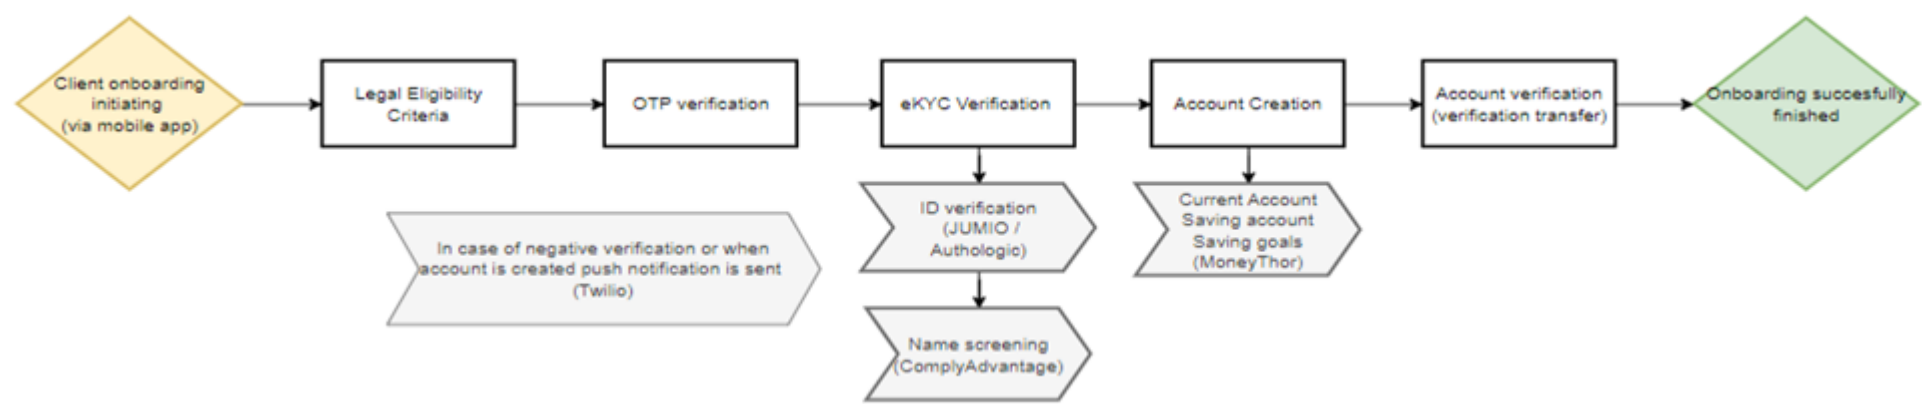 Client onboarding
initiating
(via mobile app)
Legal Eligibility
Criteria
OTP verification
eKYC Verification
Account Creation
Account verification
(verification transfer)
Onboarding succesfully
finished
In case of negative verification or when
account is created push notification is sent
(Twilio)
ID verification
(JUMIO /
Authologic)
Name screening
(ComplyAdvantage)
Current Account
Saving account
Saving goals
(MoneyThor)